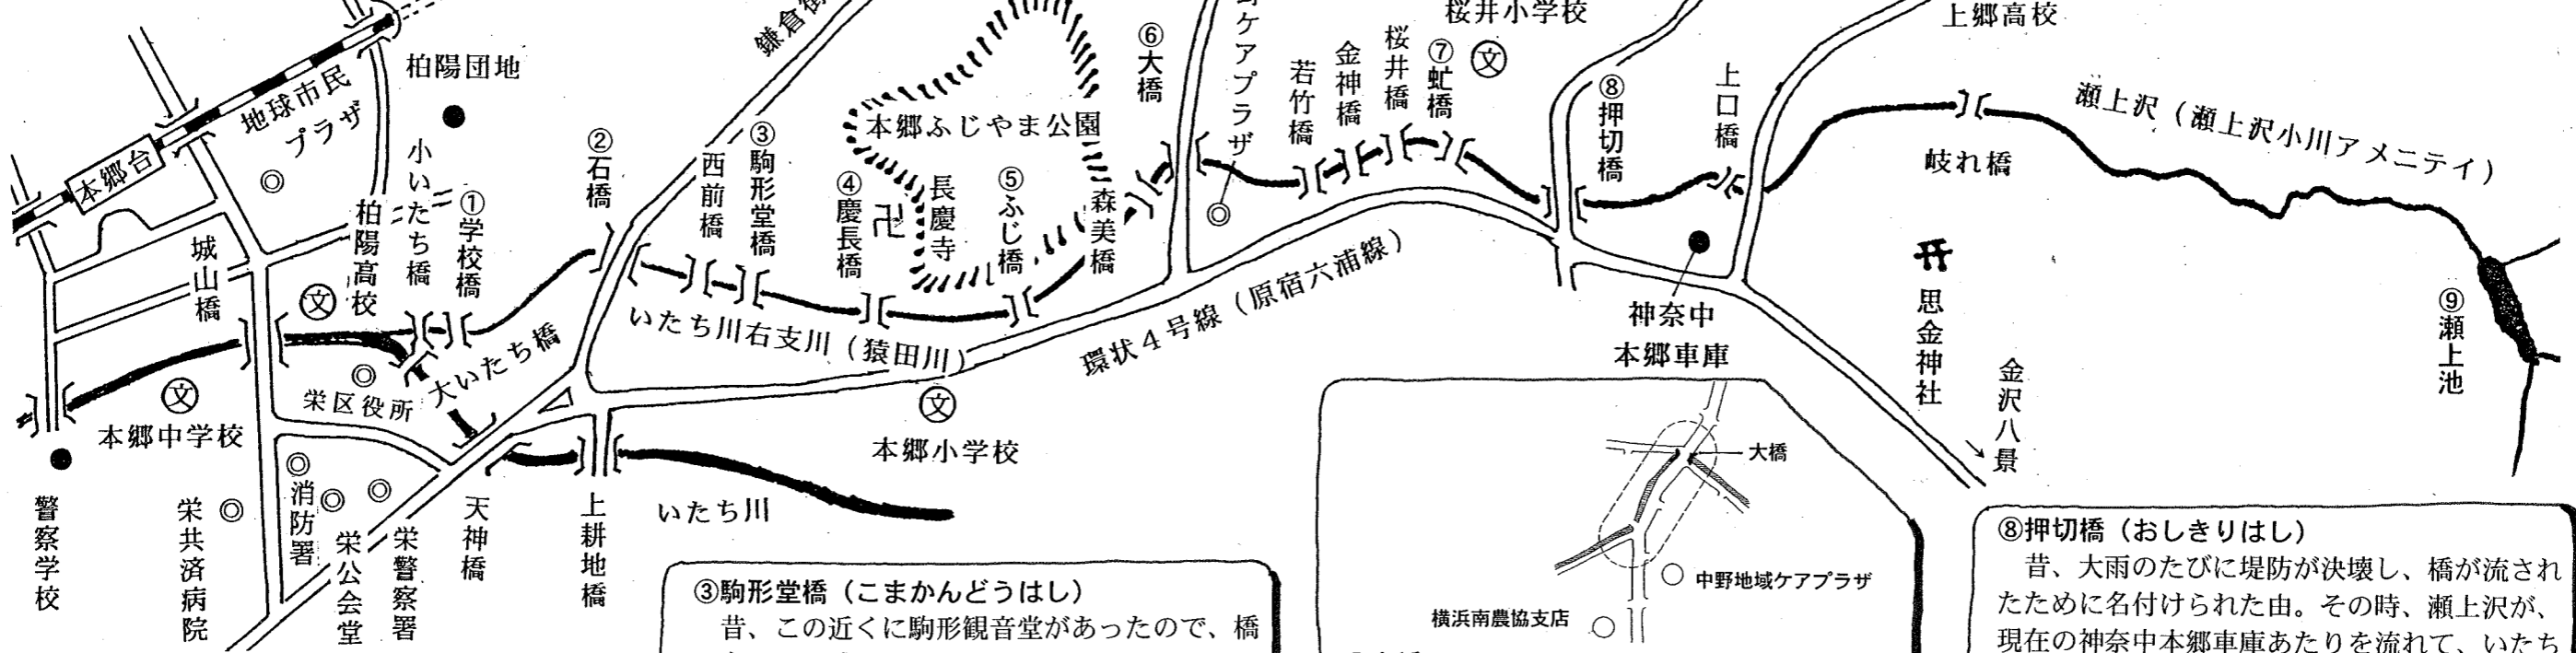 本郷台
地球市民
プラザ
柏陽団地
小いたち橋
①学校橋
柏陽高校
城山橋
文
大いたち橋
栄区役所
文
本郷中学校
警察学校
栄共済病院
消防署
栄公会堂
栄警察署
天神橋
上耕地橋
いたち川
②石橋
鎌倉街
西前橋
③駒形堂橋
④慶長橋
卍
長慶寺
⑤ふじ橋
本郷ふじやま公園
森美橋
⑥大橋
いたち川右支川(猿田川)
文
本郷小学校
環状4号線(原宿六浦線)
ケアプラザ
若竹橋
金神橋
桜井橋
⑦虹橋
桜井小学校
文
⑧押切橋
上口橋
上郷高校
神奈中
本郷車庫
岐れ橋
瀬上沢(瀬上沢小川アメニテイ)
思金神社
金沢八景
⑨瀬上池
大橋
中野地域ケアプラザ
横浜南農協支店
③駒形堂橋(こまかんどうはし)
昔、この近くに駒形観音堂があったので、橋
⑧押切橋(おしきりはし)
昔、大雨のたびに堤防が決壊し、橋が流され
たために名付けられた由。その時、瀬上沢が、
現在の神奈中本郷車庫あたりを流れて、いたち